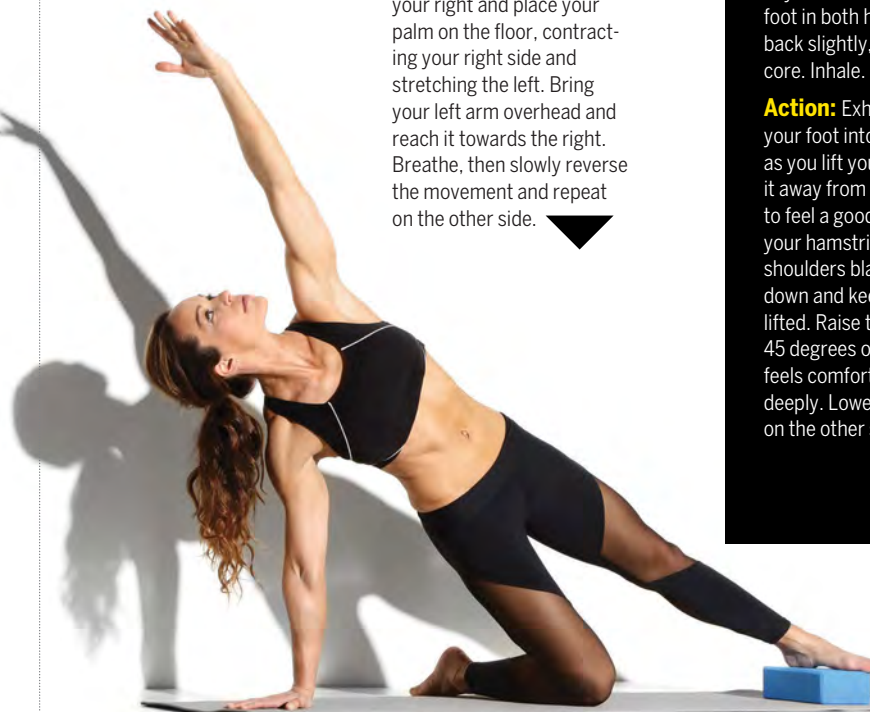 your right and place your
palm on the floor, contract-
ing your right side and
stretching the left. Bring
your left arm overhead and
reach it towards the right.
Breathe, then slowly reverse
the movement and repeat
on the other side.
foot in both h
back slightly,
core. Inhale.
Action: Exh
your foot into
as you lift you
it away from
to feel a good
your hamstri
shoulders bla
down and kee
lifted. Raise t
45 degrees o
feels comfort
deeply. Lowe
on the other s